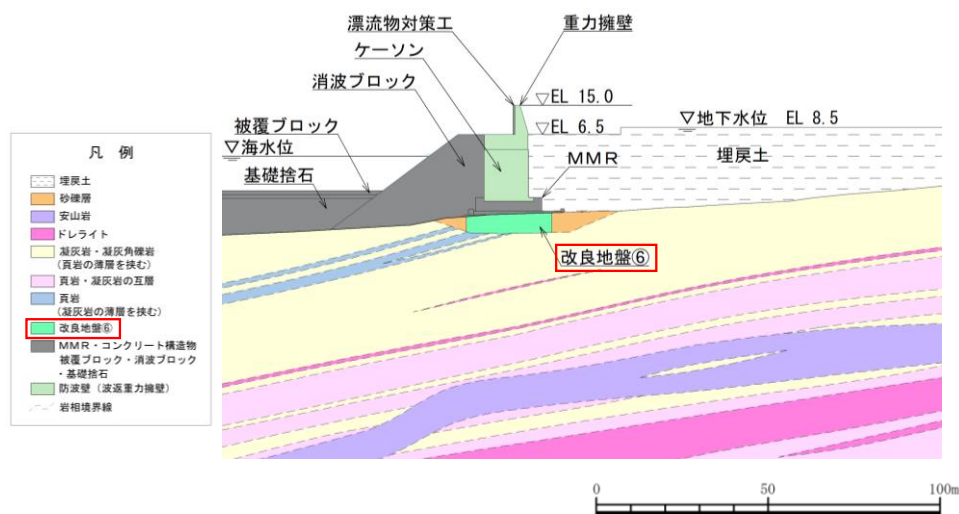 漂流物対策工
重力擁壁
ケーソン
消波ブロック
▽EL 15.0
被覆ブロック
▽EL 6.5
▽地下水位 EL 8.5
▽海水位
MMR
埋戻土
基礎捨石
改良地盤⑥
凡 例
埋戻土
砂礫層
安山岩
ドレライト
凝灰岩・凝灰角礫岩
(頁岩の薄層を挟む)
頁岩・凝灰岩の互層
頁岩
(凝灰岩の薄層を挟む)
改良地盤⑥
MMR・コンクリート構造物
被覆ブロック・消波ブロック
・基礎捨石
防波壁（波返重力擁壁）
岩相境界線
0 50 100m